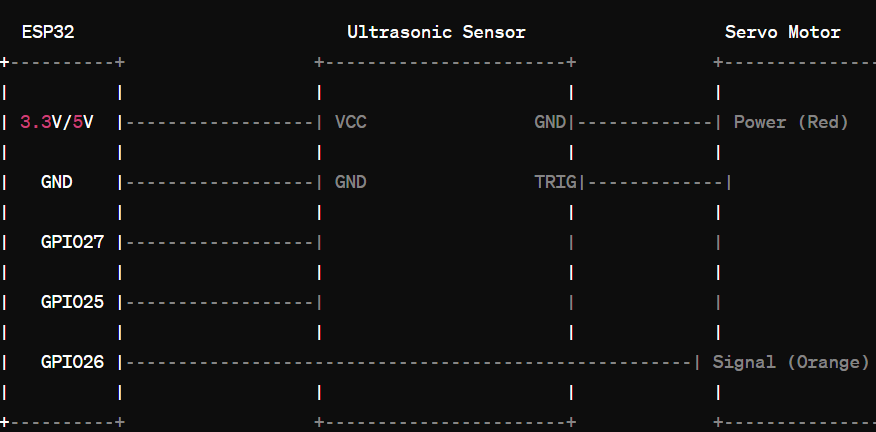 ESP32 Ultrasonic Sensor Servo Motor
+----------+ +-----------------------+ +---------------
| | | | |
| 3.3V/5V |------------------| VCC GND|-------------| Power (Red)
| | | | |
| GND |------------------| GND TRIG|-------------|
| | | | |
| GPIO27 |------------------| | |
| | | | |
| GPIO25 |------------------| | |
| | | | |
| GPIO26 |------------------------------------------------------| Signal (Orange)
| | | | |
+----------+ +-----------------------+ +---------------